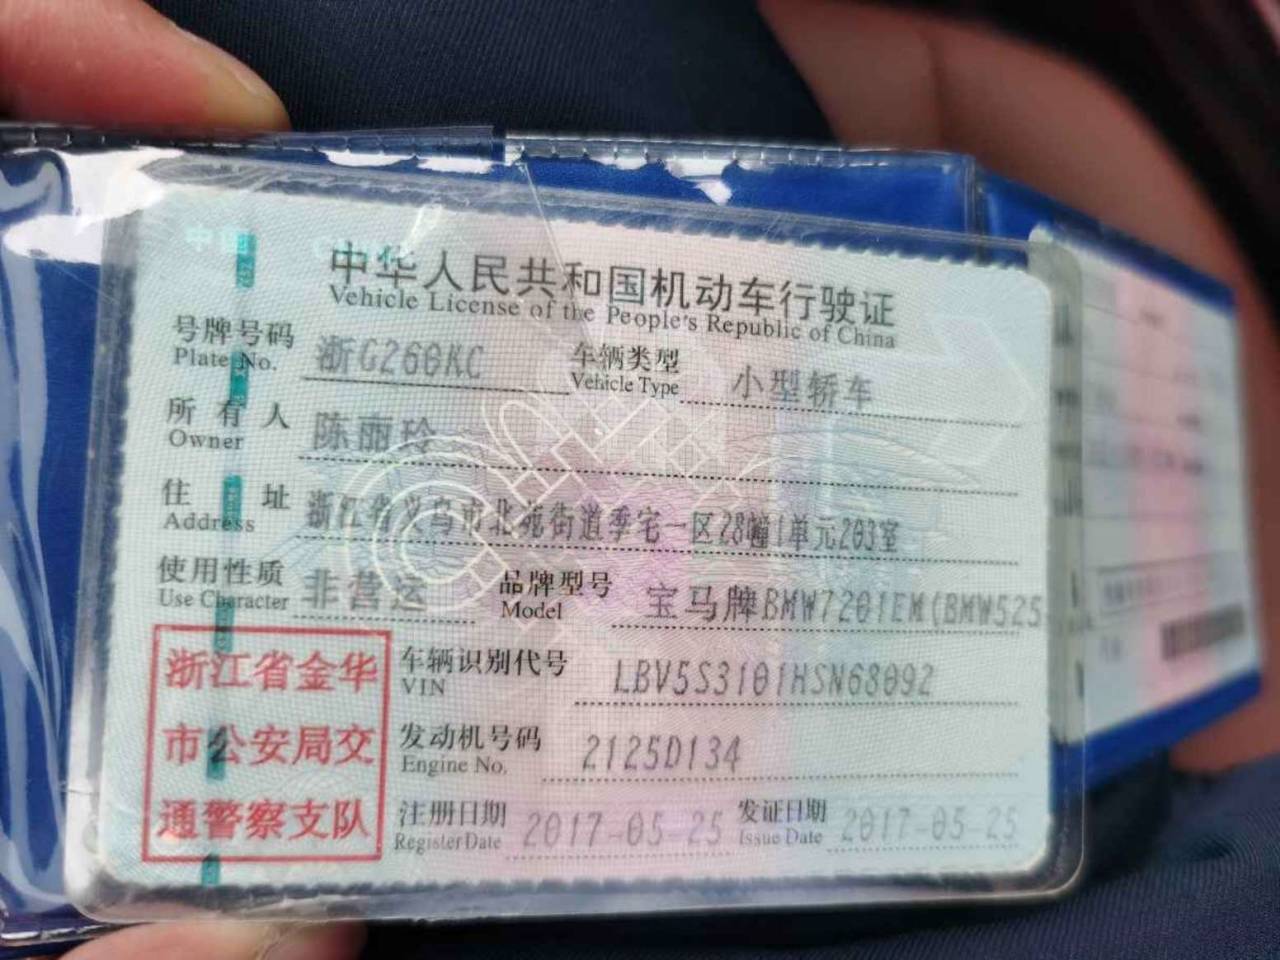 中华人民共和国机动车行驶证
Vehicle License of the People's Republic of China
号牌号码 浙G260KC 车辆类型 小型轿车
Plate No. Vehicle Type
所有人 陈丽玲
Owner
住址 浙江省义乌市北苑街道季宅一区28幢1单元203室
Address
使用性质 非营运 品牌型号 宝马牌BMW7201EM(BMW525
Use Character Model
浙江省金华
市公安局交
通警察支队
车辆识别代号 LBV5S3101HSN68092
VIN
发动机号码 2125D134
Engine No.
注册日期 2017-05-25 发证日期 2017-05-25
Register Date Issue Date